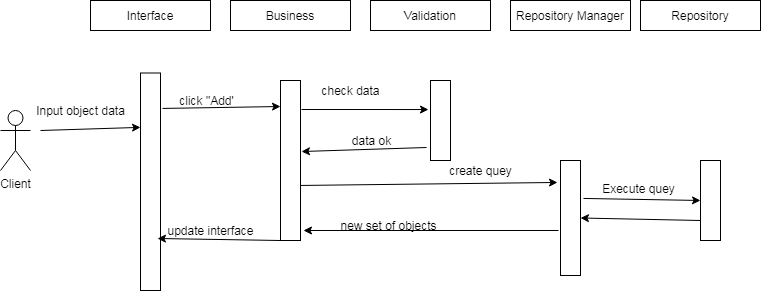 Interface
Business
Validation
Repository Manager
Repository
check data
click "Add'
Input object data
data ok
create quey
Client
Execute quey
new set of objects
update interface